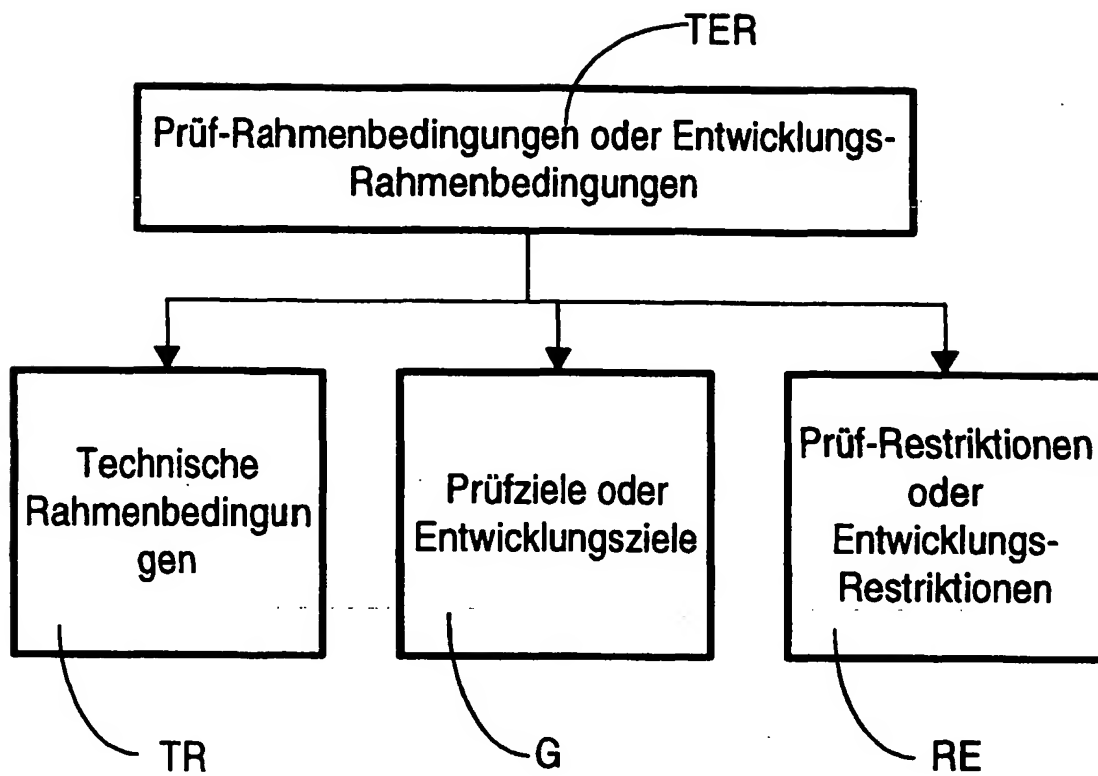 TER
Prüf-Rahmenbedingungen oder Entwicklungs-
Rahmenbedingungen
Technische
Rahmenbedingun
gen
Prüfziele oder
Entwicklungsziele
Prüf-Restriktionen
oder
Entwicklungs-
Restriktionen
TR
G
RE